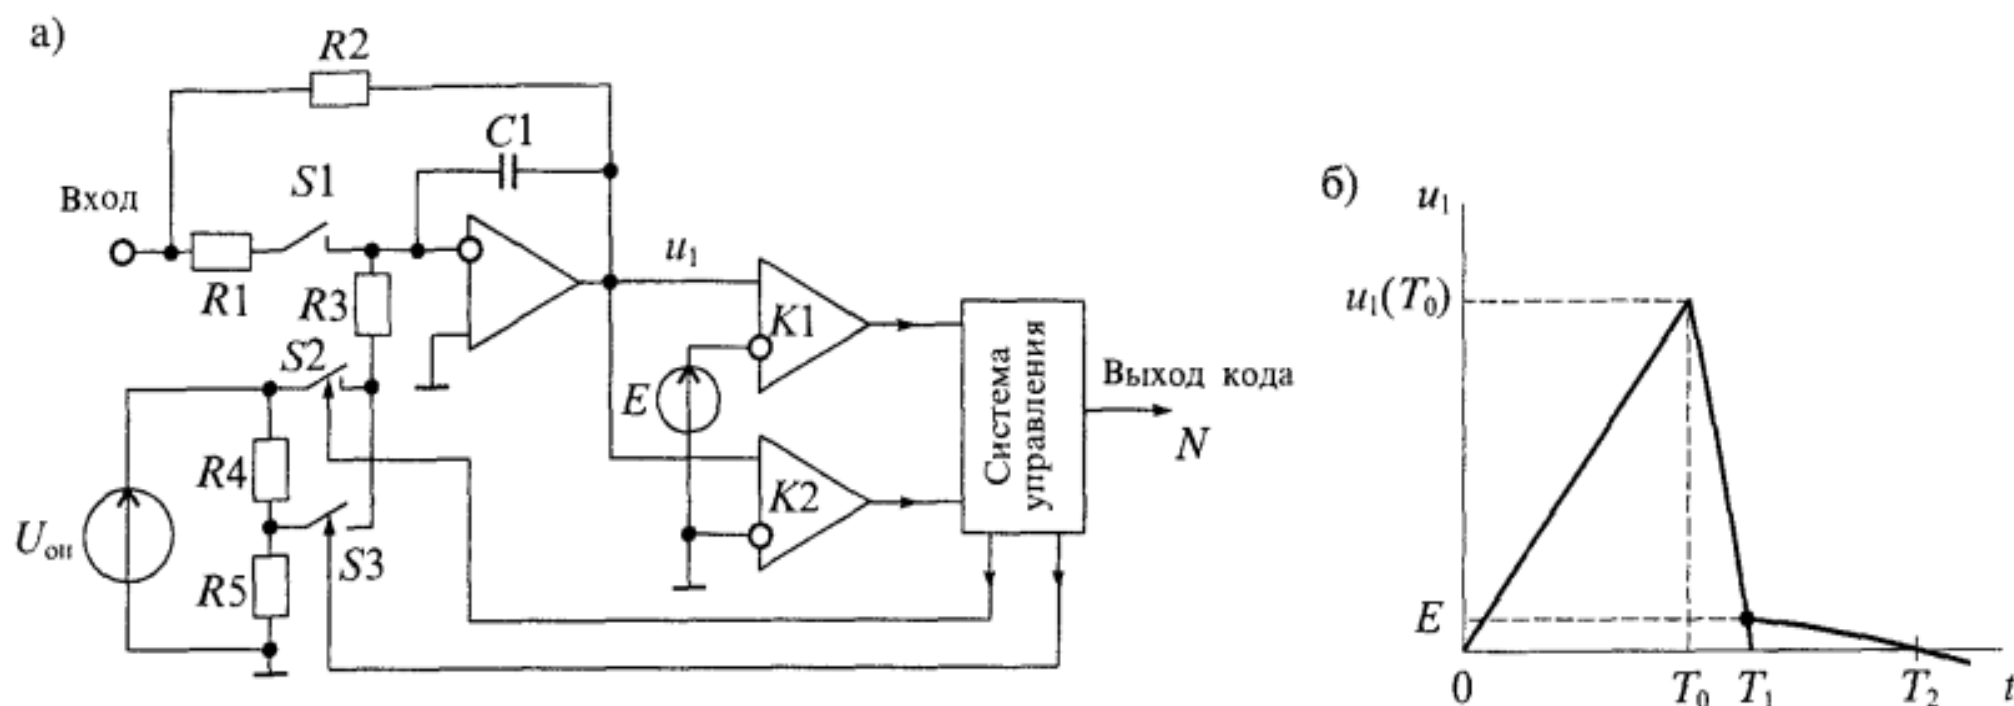 а)
R2
C1
S1
Вход
R1
R3
u₁
S2
K1
E
R4
K2
Uоп
S3
R5
Система управления
Выход кода
N
б)
u₁
u₁(T₀)
E
0
T₀
T₁
T₂
t